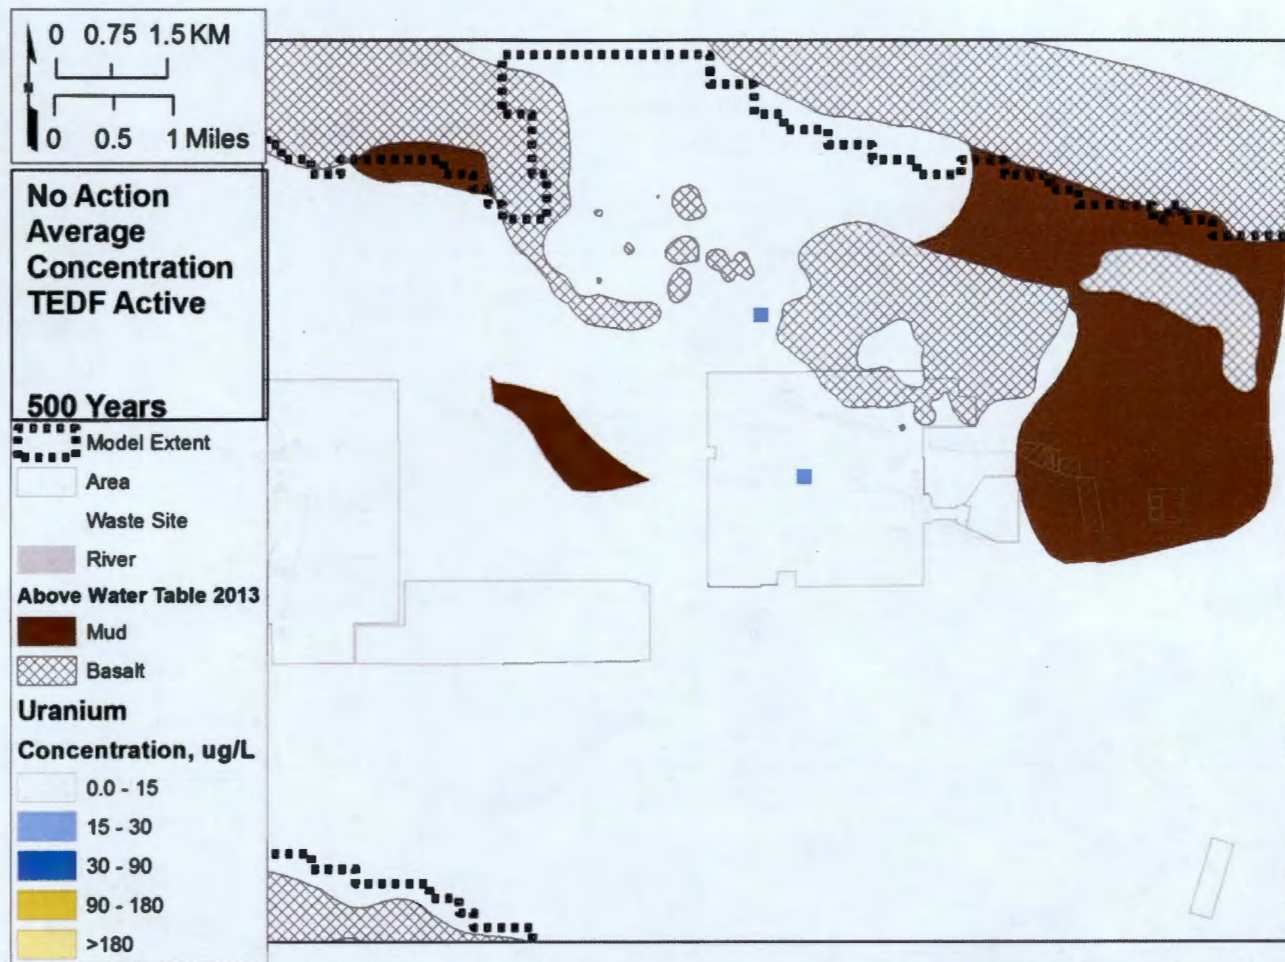 0 0.75 1.5 KM
0 0.5 1 Miles
No Action
Average
Concentration
TEDF Active
500 Years
Model Extent
Area
Waste Site
River
Above Water Table 2013
Mud
Basalt
Uranium
Concentration, ug/L
0.0 - 15
15 - 30
30 - 90
90 - 180
>180